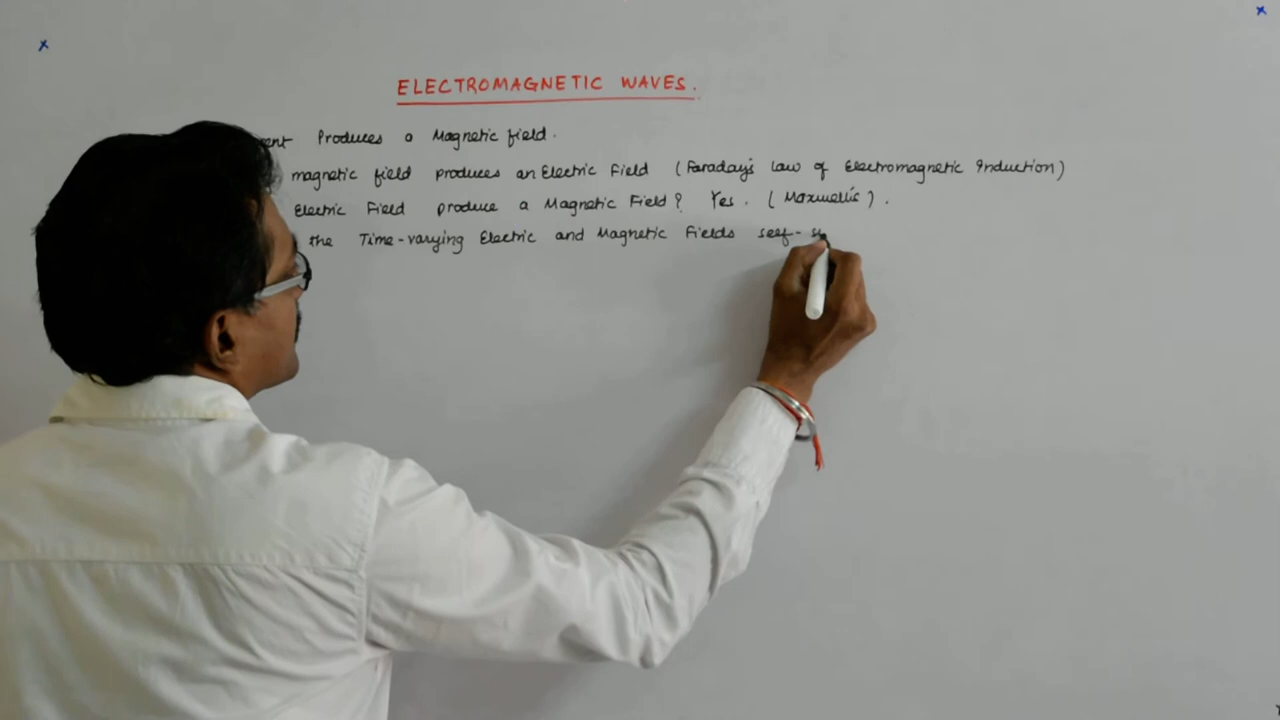 ELECTROMAGNETIC WAVES.
Produces a Magnetic field.
magnetic field produces an Electric Field (Faraday's Law of Electromagnetic Induction)
Electric Field produce a Magnetic Field? Yes. (Maxwell's).
the Time-varying Electric and Magnetic Fields self-